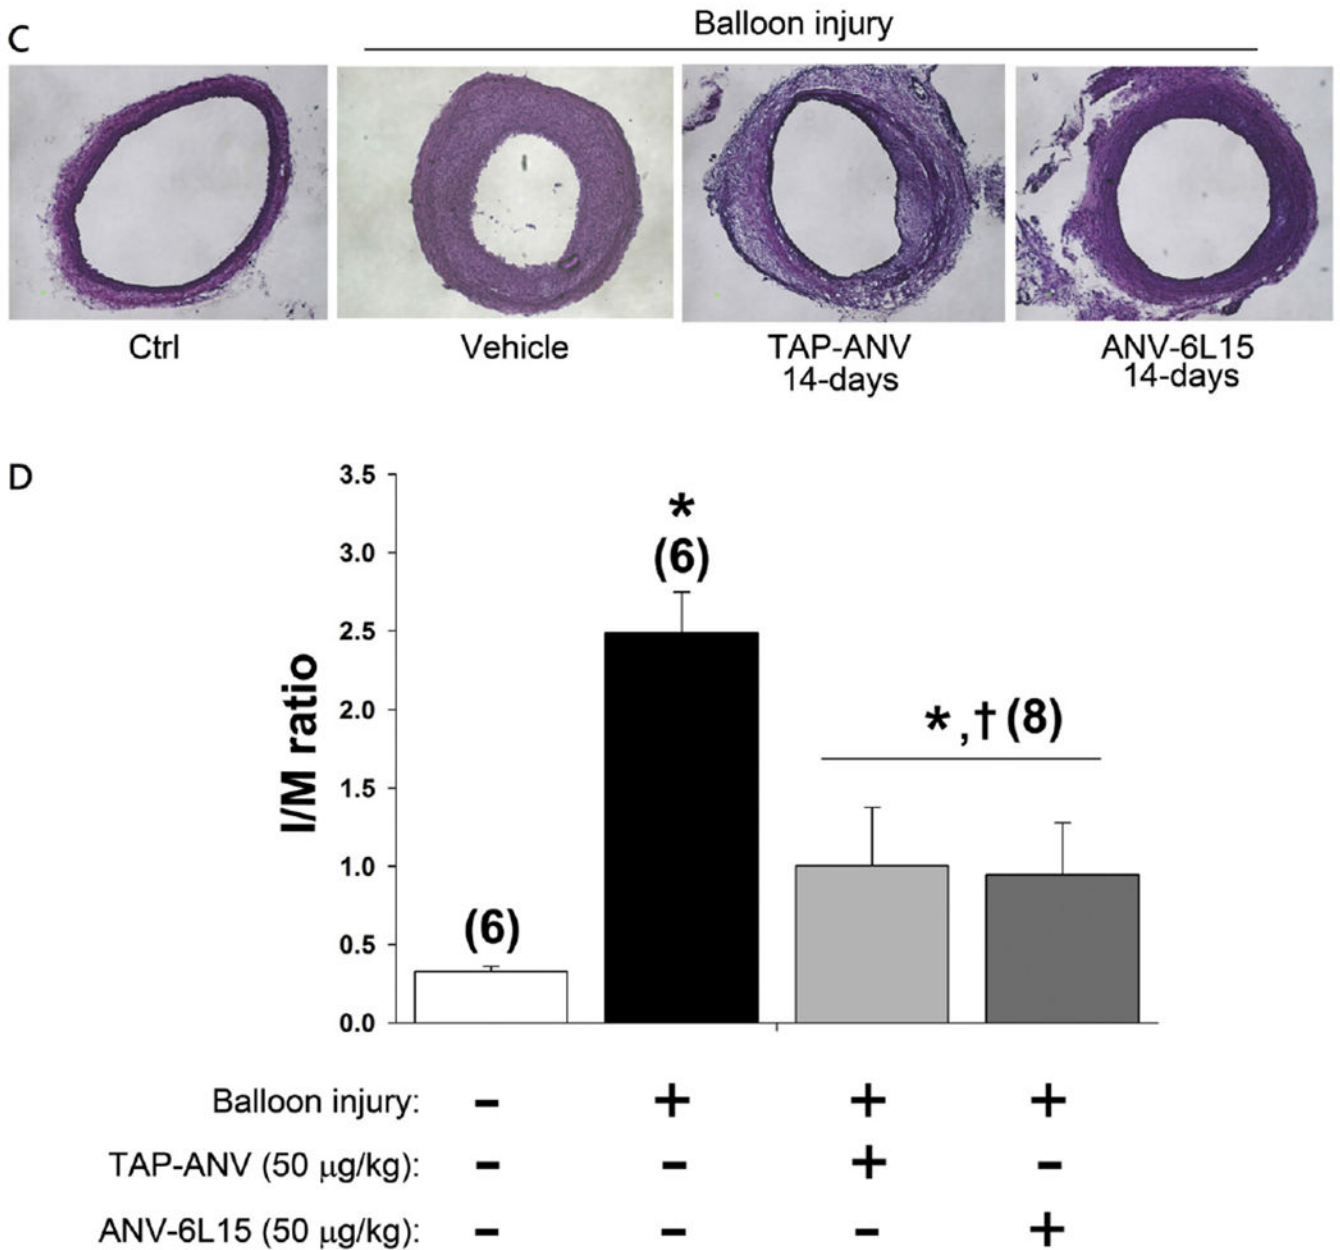 C
Balloon injury
Ctrl
Vehicle
TAP-ANV
14-days
ANV-6L15
14-days
D
3.5
3.0
2.5
2.0
1.5
1.0
0.5
0.0
I/M ratio
(6)
*
(6)
*,† (8)
Balloon injury: - + + +
TAP-ANV (50 μg/kg): - - + -
ANV-6L15 (50 μg/kg): - - - +